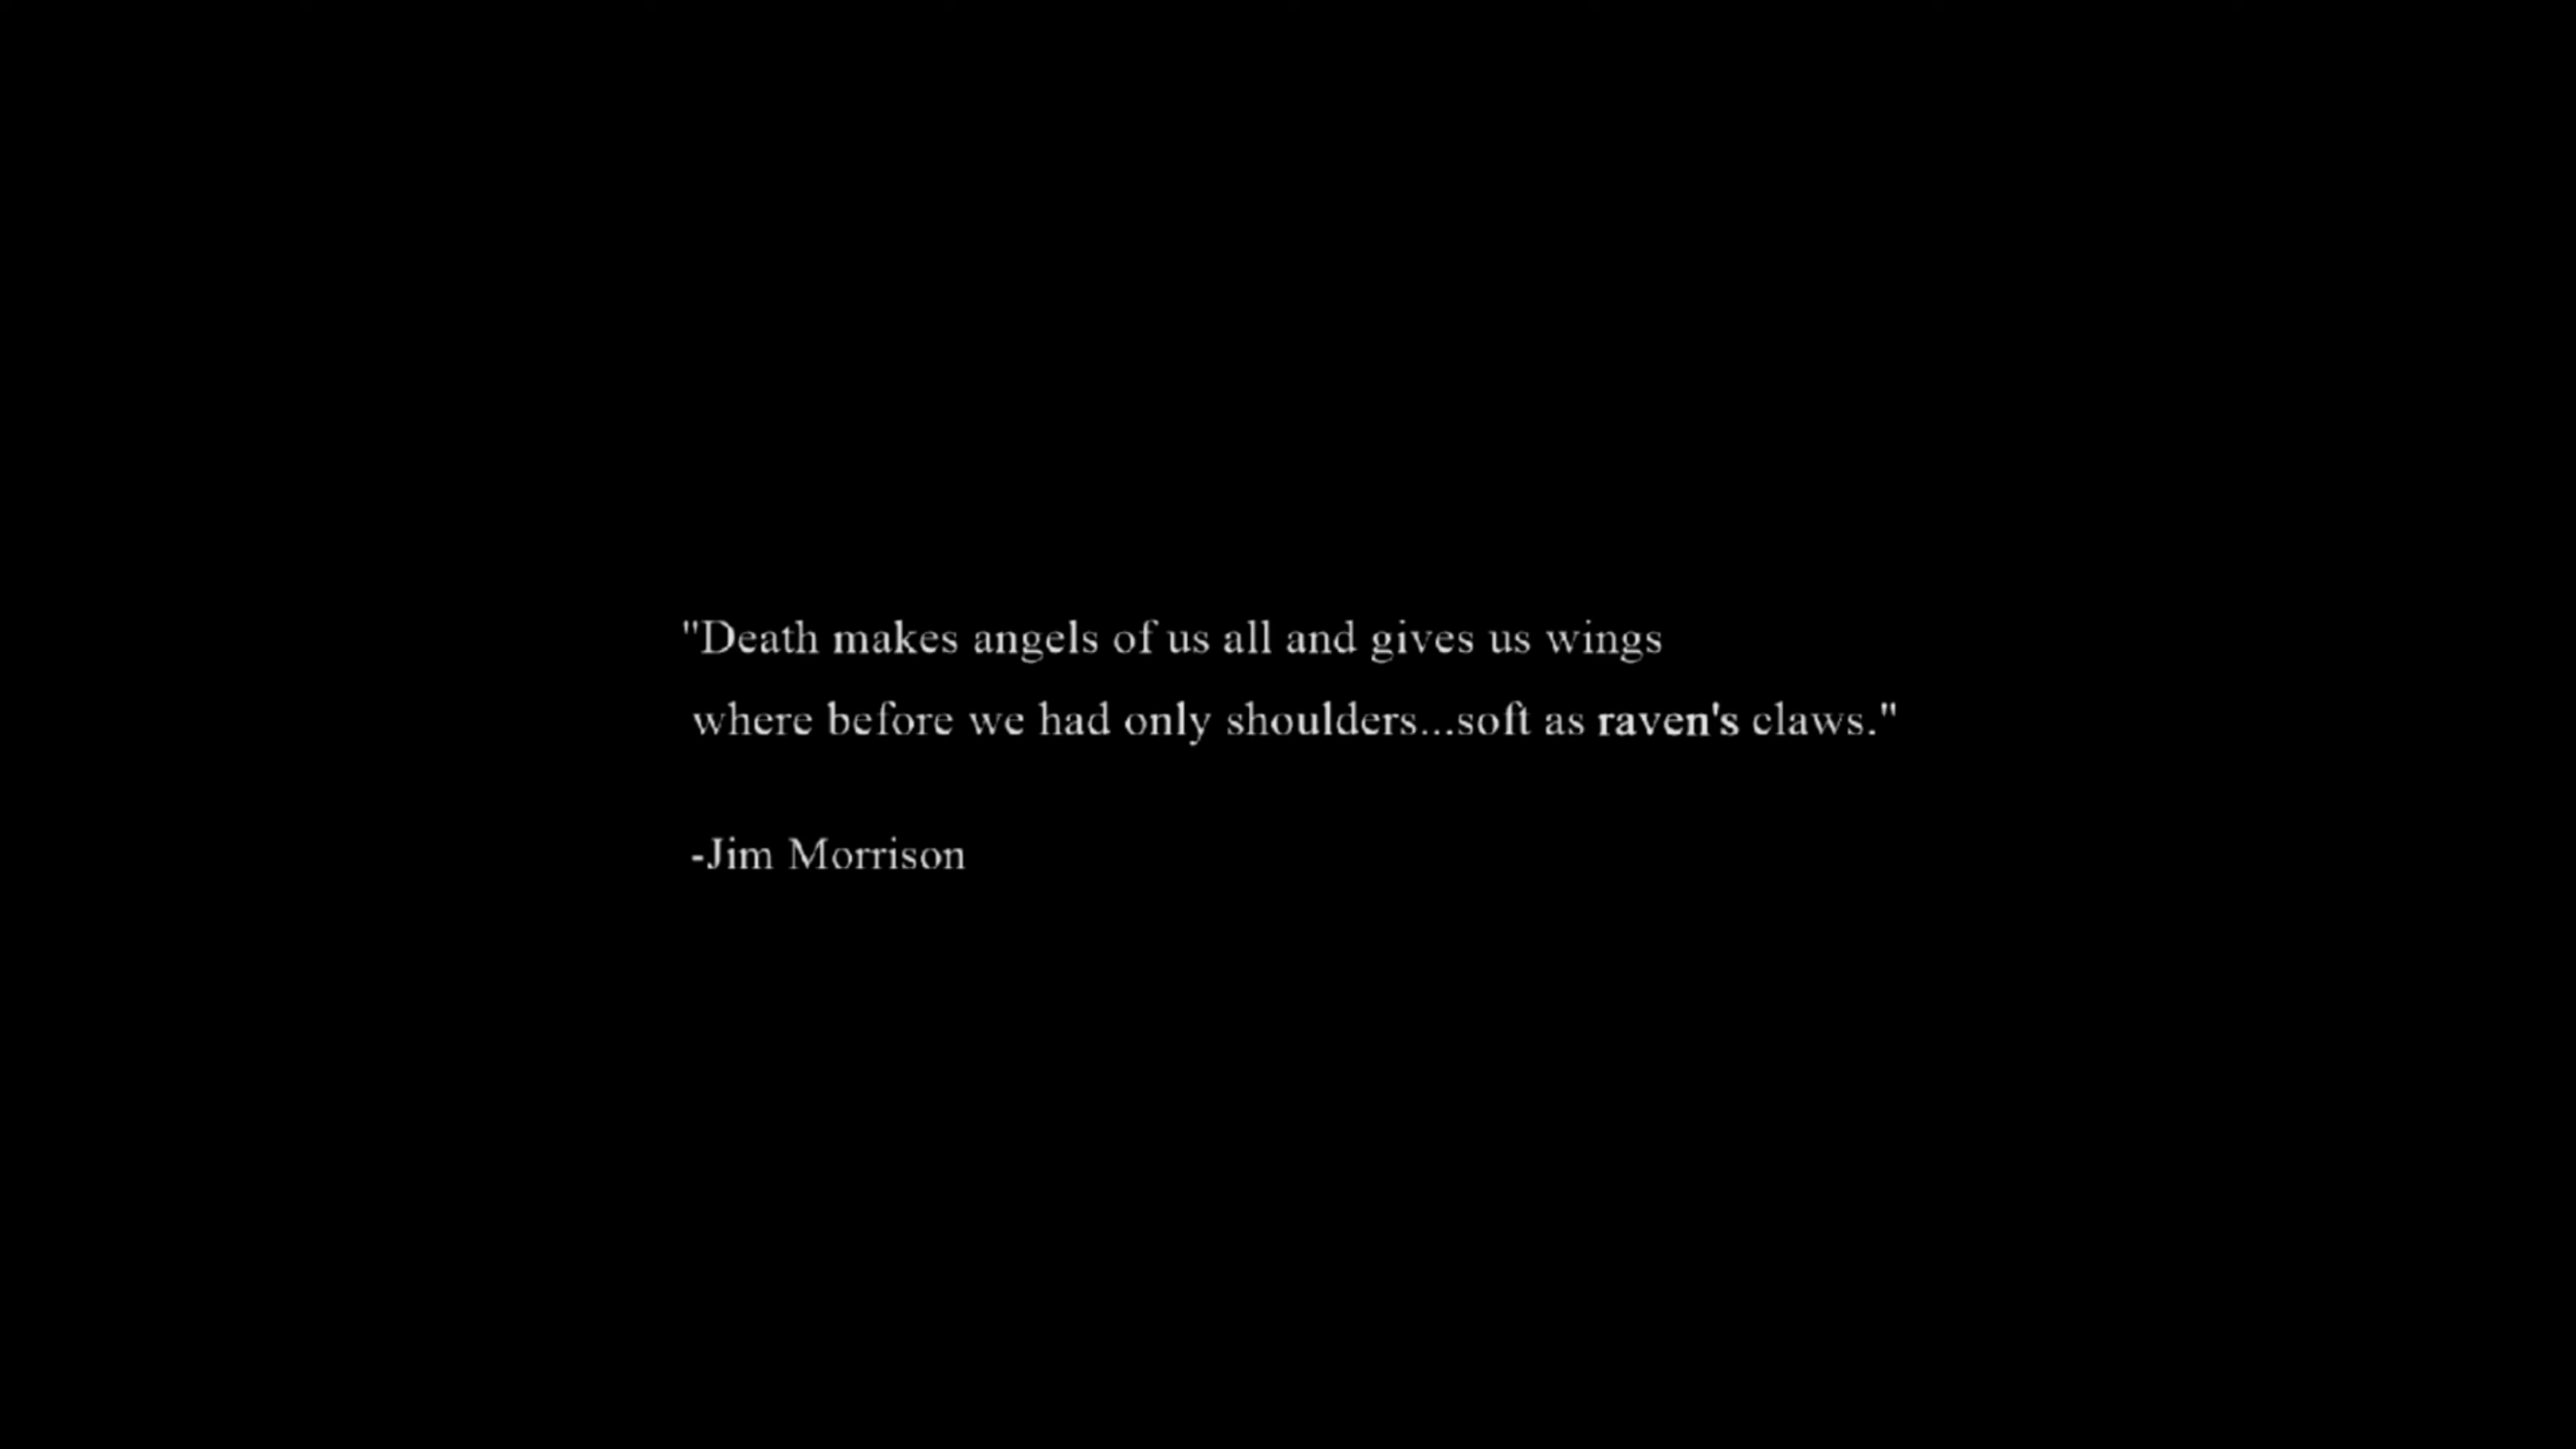 "Death makes angels of us all and gives us wings
where before we had only shoulders...soft as raven's claws."
-Jim Morrison